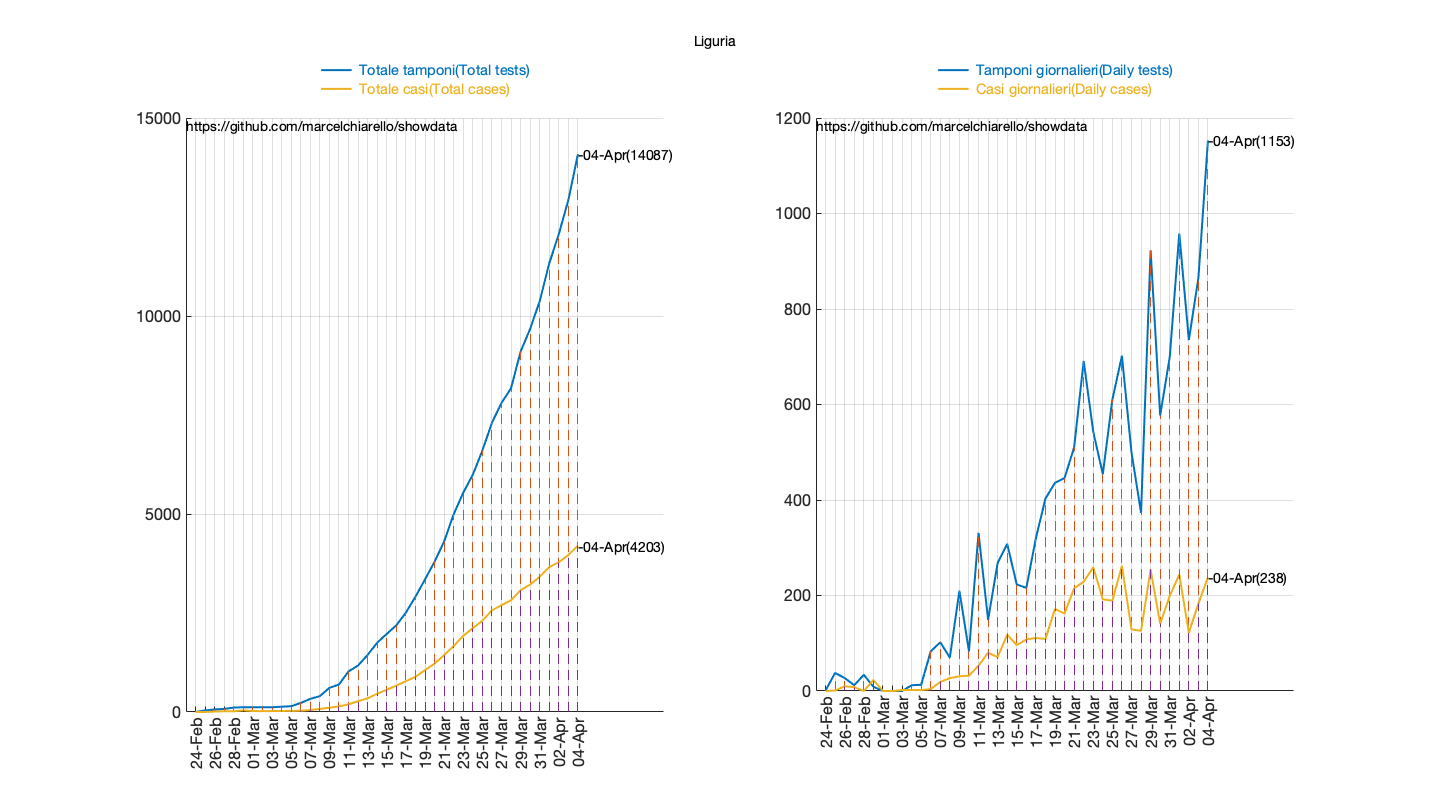 Liguria
Totale tamponi(Total tests)
Totale casi(Total cases)
15000
10000
5000
0
https://github.com/marcelchiarello/showdata
04-Apr(14087)
04-Apr(4203)
24-Feb
26-Feb
28-Feb
01-Mar
03-Mar
05-Mar
07-Mar
09-Mar
11-Mar
13-Mar
15-Mar
17-Mar
19-Mar
21-Mar
23-Mar
25-Mar
27-Mar
29-Mar
31-Mar
02-Apr
04-Apr
Tamponi giornalieri(Daily tests)
Casi giornalieri(Daily cases)
1200
1000
800
600
400
200
0
https://github.com/marcelchiarello/showdata
04-Apr(1153)
04-Apr(238)
24-Feb
26-Feb
28-Feb
01-Mar
03-Mar
05-Mar
07-Mar
09-Mar
11-Mar
13-Mar
15-Mar
17-Mar
19-Mar
21-Mar
23-Mar
25-Mar
27-Mar
29-Mar
31-Mar
02-Apr
04-Apr